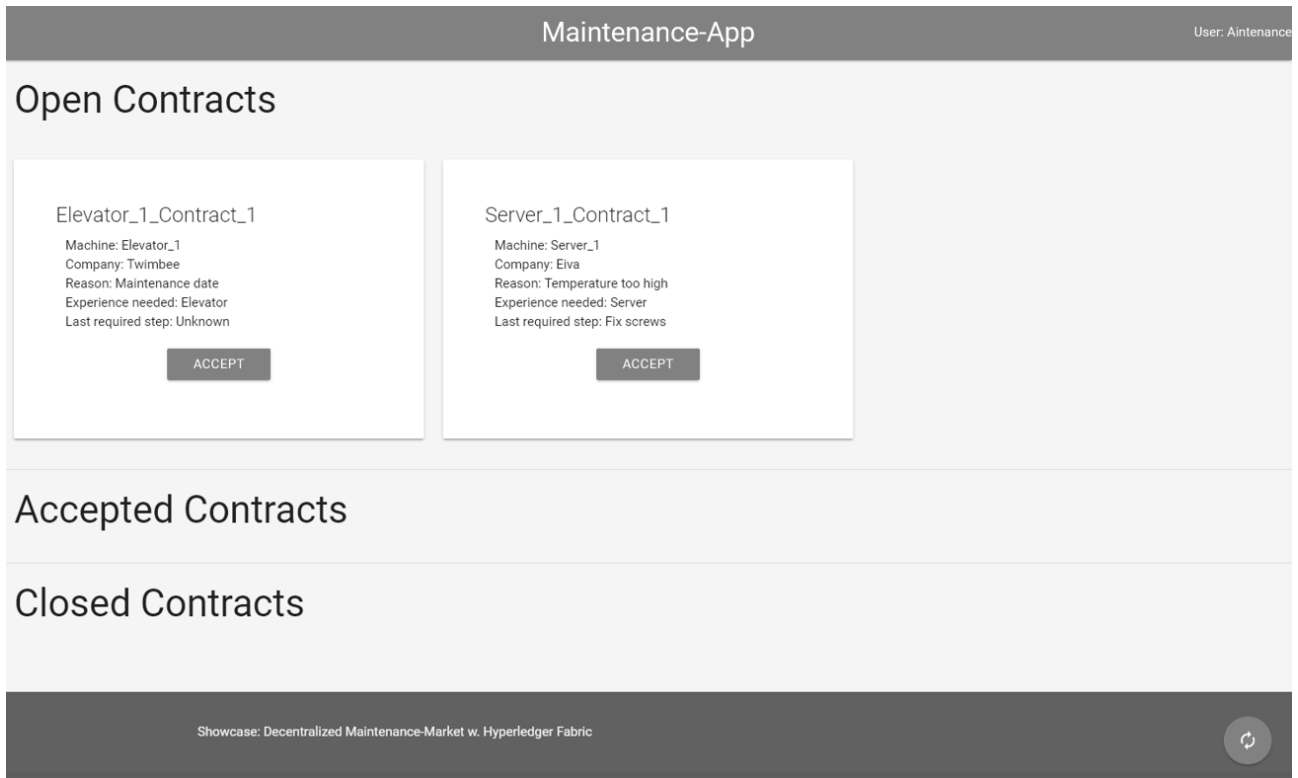 Maintenance-App
User: Aintenance
Open Contracts
Elevator_1_Contract_1
Machine: Elevator_1
Company: Twimbee
Reason: Maintenance date
Experience needed: Elevator
Last required step: Unknown
ACCEPT
Server_1_Contract_1
Machine: Server_1
Company: Eiva
Reason: Temperature too high
Experience needed: Server
Last required step: Fix screws
ACCEPT
Accepted Contracts
Closed Contracts
Showcase: Decentralized Maintenance-Market w. Hyperledger Fabric